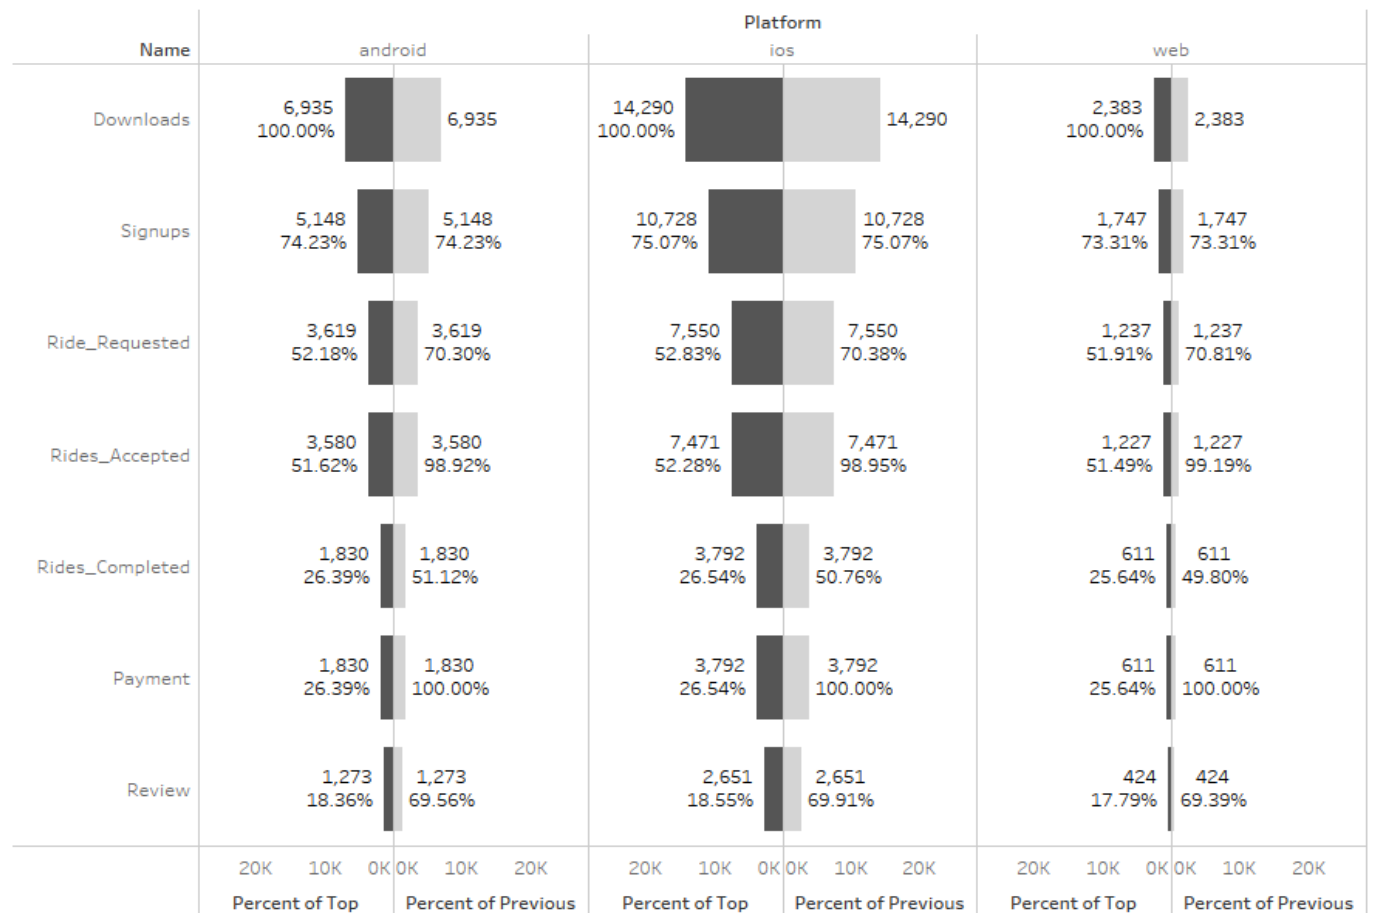 Platform
Name android ios web
Downloads 6,935 6,935 14,290 14,290 2,383 2,383
100.00% 100.00% 100.00%
Signups 5,148 5,148 10,728 10,728 1,747 1,747
74.23% 74.23% 75.07% 75.07% 73.31% 73.31%
Ride_Requested 3,619 3,619 7,550 7,550 1,237 1,237
52.18% 70.30% 52.83% 70.38% 51.91% 70.81%
Rides_Accepted 3,580 3,580 7,471 7,471 1,227 1,227
51.62% 98.92% 52.28% 98.95% 51.49% 99.19%
Rides_Completed 1,830 1,830 3,792 3,792 611 611
26.39% 51.12% 26.54% 50.76% 25.64% 49.80%
Payment 1,830 1,830 3,792 3,792 611 611
26.39% 100.00% 26.54% 100.00% 25.64% 100.00%
Review 1,273 1,273 2,651 2,651 424 424
18.36% 69.56% 18.55% 69.91% 17.79% 69.39%
20K 10K 0K 0K 10K 20K 20K 10K 0K 0K 10K 20K 20K 10K 0K 0K 10K 20K
Percent of Top Percent of Previous Percent of Top Percent of Previous Percent of Top Percent of Previous